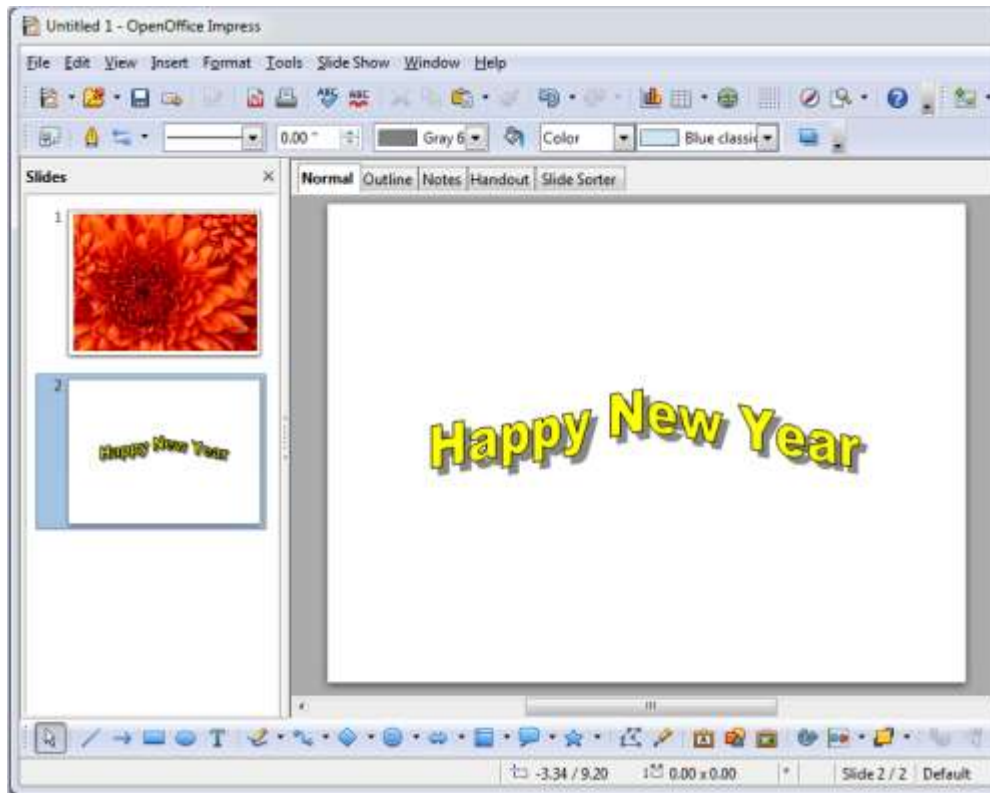 Untitled 1 - OpenOffice Impress
File Edit View Insert Format Tools Slide Show Window Help
ABC ABC
0.00 " Gray 6 Color Blue classic
Slides
Normal Outline Notes Handout Slide Sorter
1
2
Happy New Year
Happy New Year
T
-3.34 / 9.20 0.00 x 0.00 * Slide 2 / 2 Default